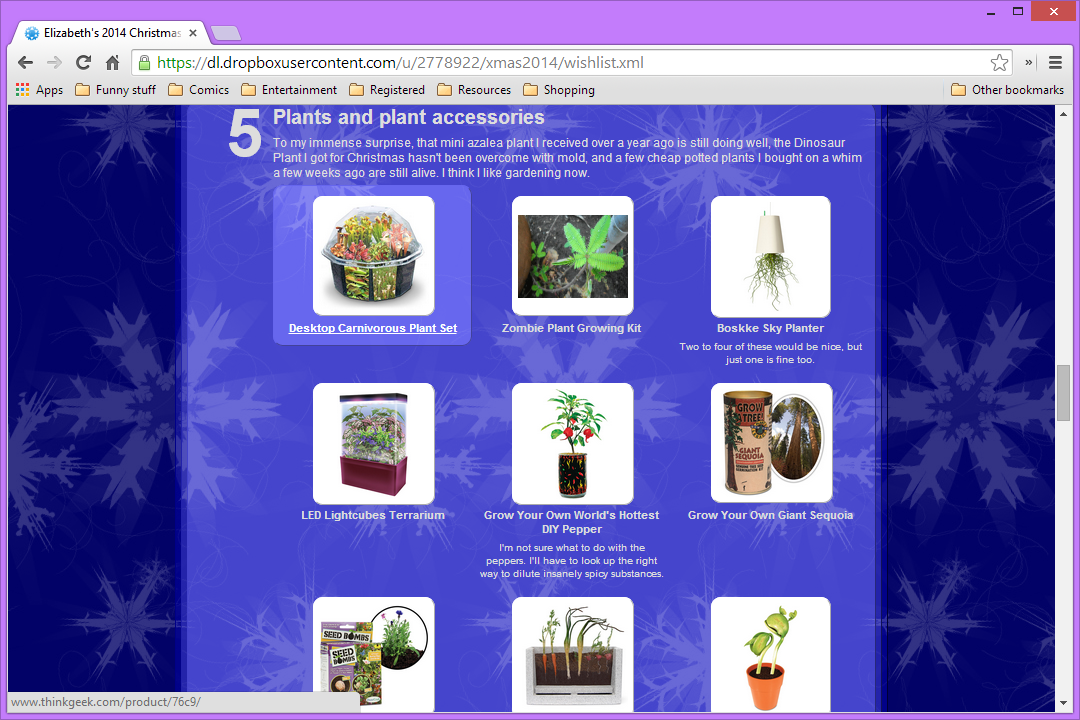 Elizabeth's 2014 Christmas
https://dl.dropboxusercontent.com/u/2778922/xmas2014/wishlist.xml
Apps Funny stuff Comics Entertainment Registered Resources Shopping Other bookmarks
5 Plants and plant accessories
To my immense surprise, that mini azalea plant I received over a year ago is still doing well, the Dinosaur
Plant I got for Christmas hasn't been overcome with mold, and a few cheap potted plants I bought on a whim
a few weeks ago are still alive. I think I like gardening now.
Desktop Carnivorous Plant Set
Zombie Plant Growing Kit
Boskke Sky Planter
Two to four of these would be nice, but
just one is fine too.
GROW
A TREE
GIANT
SEQUOIA
LED Lightcubes Terrarium
Grow Your Own World's Hottest
DIY Pepper
I'm not sure what to do with the
peppers. I'll have to look up the right
way to dilute insanely spicy substances.
Grow Your Own Giant Sequoia
SEED BOMBS
SEED
BOMBS
www.thinkgeek.com/product/76c9/